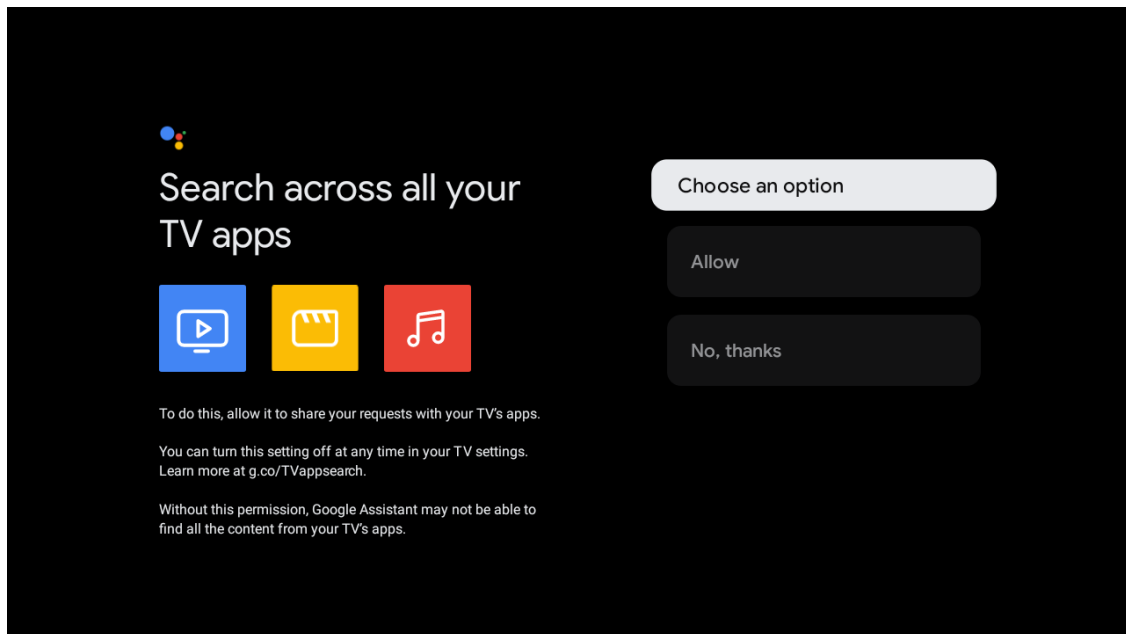 Search across all your
TV apps
To do this, allow it to share your requests with your TV’s apps.
You can turn this setting off at any time in your TV settings.
Learn more at g.co/TVappsearch.
Without this permission, Google Assistant may not be able to
find all the content from your TV’s apps.
Choose an option
Allow
No, thanks